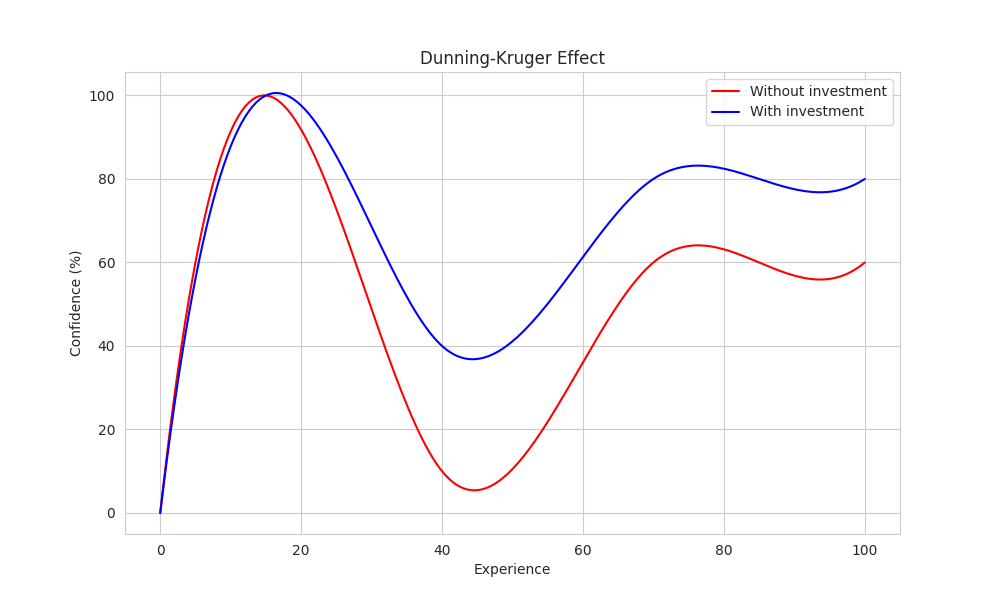 Dunning-Kruger Effect
Without investment
With investment
Confidence (%)
100
80
60
40
20
0
0 20 40 60 80 100
Experience